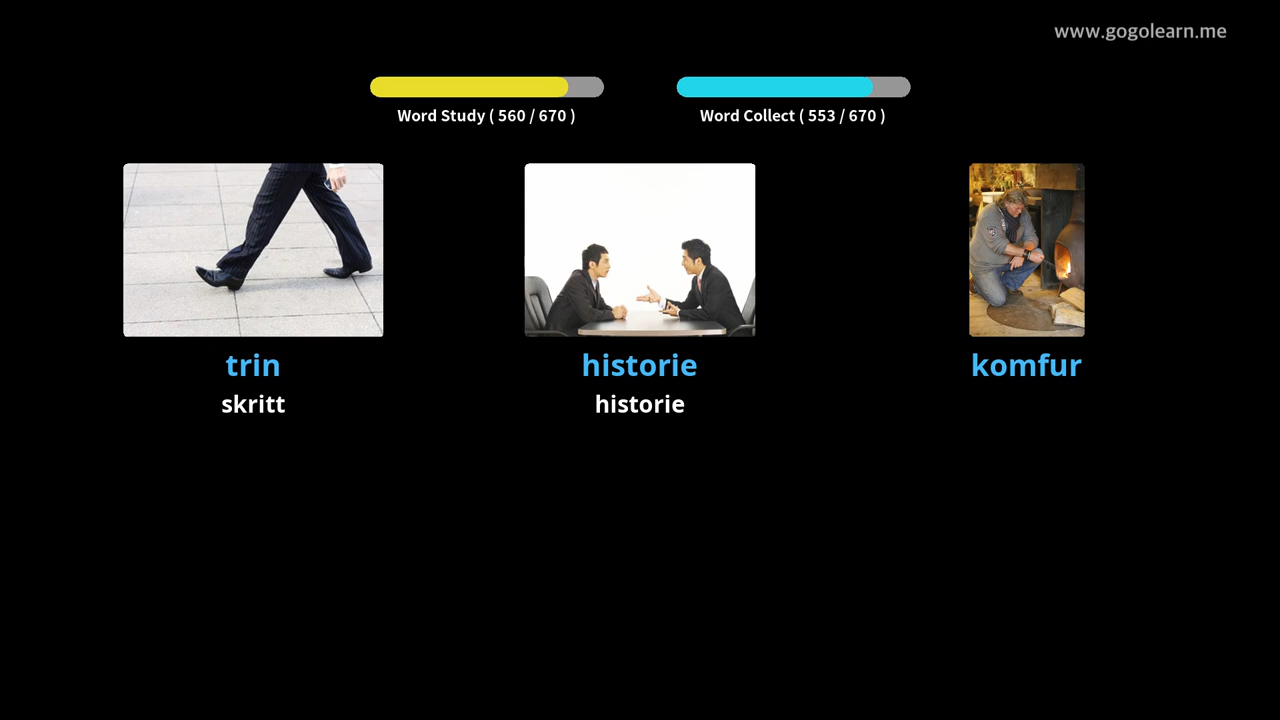 www.gogolearn.me
Word Study ( 560 / 670 )
Word Collect ( 553 / 670 )
trin
historie
komfur
skritt
historie